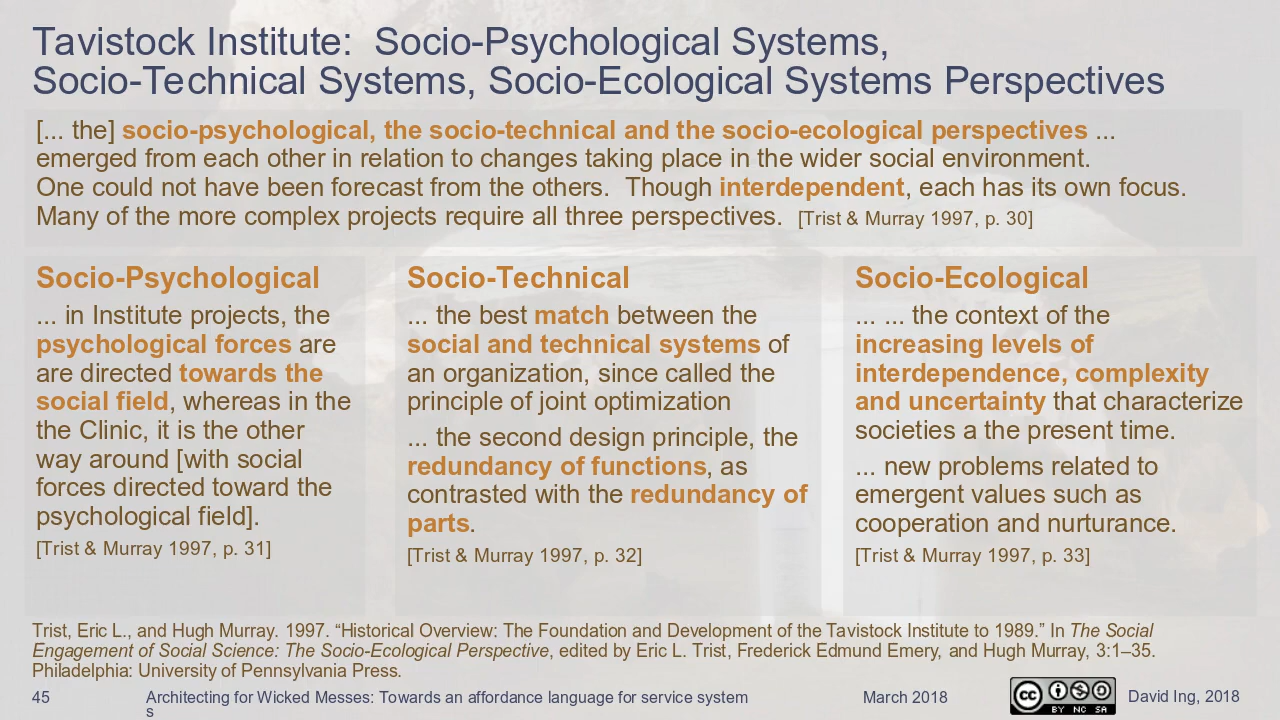 Tavistock Institute:  Socio-Psychological Systems,
Socio-Technical Systems, Socio-Ecological Systems Perspectives
[... the] socio-psychological, the socio-technical and the socio-ecological perspectives ...
emerged from each other in relation to changes taking place in the wider social environment.
One could not have been forecast from the others.  Though interdependent, each has its own focus.
Many of the more complex projects require all three perspectives.  [Trist & Murray 1997, p. 30]
Socio-Psychological
... in Institute projects, the
psychological forces are
are directed towards the
social field, whereas in the
the Clinic, it is the other
way around [with social
forces directed toward the
psychological field].
[Trist & Murray 1997, p. 31]
Socio-Technical
... the best match between the
social and technical systems of
an organization, since called the
principle of joint optimization
... the second design principle, the
redundancy of functions, as
contrasted with the redundancy of
parts.
[Trist & Murray 1997, p. 32]
Socio-Ecological
... ... the context of the
increasing levels of
interdependence, complexity
and uncertainty that characterize
societies a the present time.
... new problems related to
emergent values such as
cooperation and nurturance.
[Trist & Murray 1997, p. 33]
Trist, Eric L., and Hugh Murray. 1997. “Historical Overview: The Foundation and Development of the Tavistock Institute to 1989.” In The Social
Engagement of Social Science: The Socio-Ecological Perspective, edited by Eric L. Trist, Frederick Edmund Emery, and Hugh Murray, 3:1–35.
Philadelphia: University of Pennsylvania Press.
45
Architecting for Wicked Messes: Towards an affordance language for service system
s
March 2018
cc
BY NC SA
David Ing, 2018